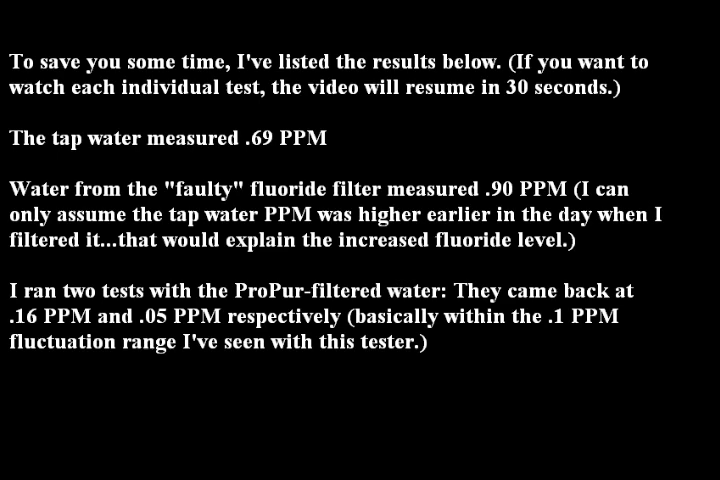 To save you some time, I've listed the results below. (If you want to
watch each individual test, the video will resume in 30 seconds.)
The tap water measured .69 PPM
Water from the "faulty" fluoride filter measured .90 PPM (I can
only assume the tap water PPM was higher earlier in the day when I
filtered it...that would explain the increased fluoride level.)
I ran two tests with the ProPur-filtered water: They came back at
.16 PPM and .05 PPM respectively (basically within the .1 PPM
fluctuation range I've seen with this tester.)